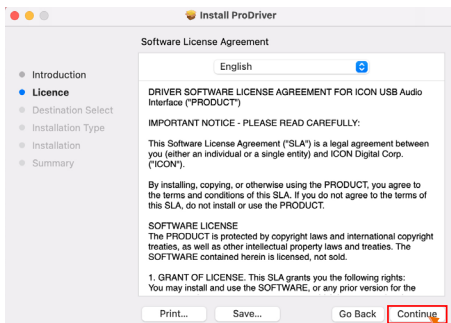 Install ProDriver
Software License Agreement
English
Introduction
Licence
Destination Select
Installation Type
Installation
Summary
DRIVER SOFTWARE LICENSE AGREEMENT FOR ICON USB Audio
Interface ("PRODUCT")
IMPORTANT NOTICE - PLEASE READ CAREFULLY:
This Software License Agreement ("SLA") is a legal agreement between
you (either an individual or a single entity) and ICON Digital Corp.
("ICON").
By installing, copying, or otherwise using the PRODUCT, you agree to
the terms and conditions of this SLA. If you do not agree to the terms of
this SLA, do not install or use the PRODUCT.
SOFTWARE LICENSE
The PRODUCT is protected by copyright laws and international copyright
treaties, as well as other intellectual property laws and treaties. The
SOFTWARE contained herein is licensed, not sold.
1. GRANT OF LICENSE. This SLA grants you the following rights:
You may install and use the SOFTWARE, or any prior version for the
Print... Save... Go Back Continue